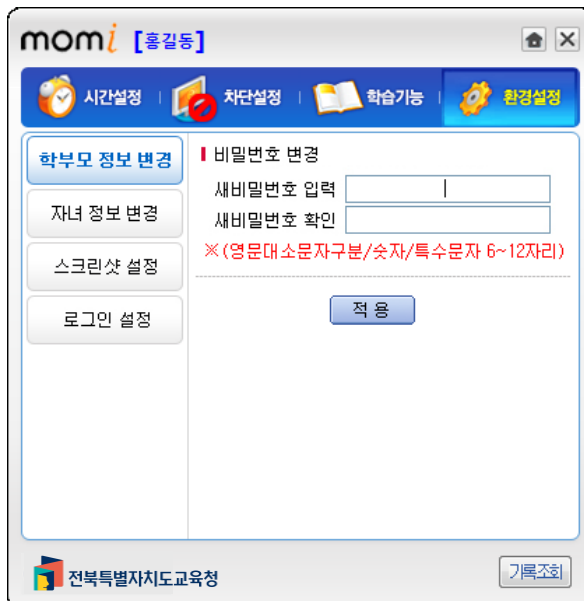 momi [홍길동]
시간설정 차단설정 학습기능 환경설정
학부모 정보 변경
자녀 정보 변경
스크린샷 설정
로그인 설정
비밀번호 변경
새비밀번호 입력
새비밀번호 확인
※(영문대소문자구분/숫자/특수문자 6~12자리)
적 용
전북특별자치도교육청
기록조회